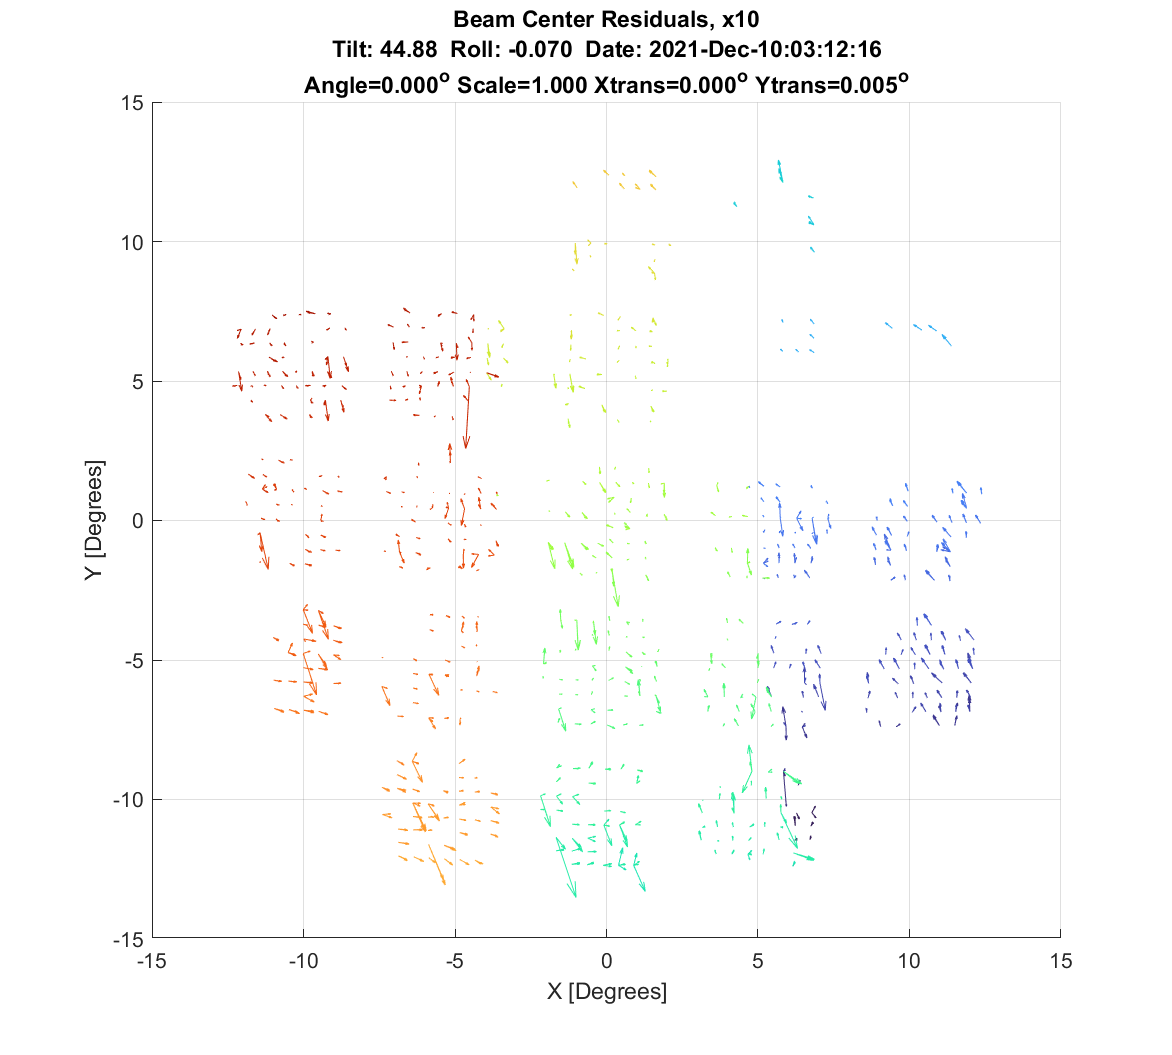 Beam Center Residuals, x10
Tilt: 44.88 Roll: -0.070 Date: 2021-Dec-10:03:12:16
Angle=0.000° Scale=1.000 Xtrans=0.000° Ytrans=0.005°
15
10
5
0
-5
-10
-15
Y [Degrees]
-15 -10 -5 0 5 10 15
X [Degrees]